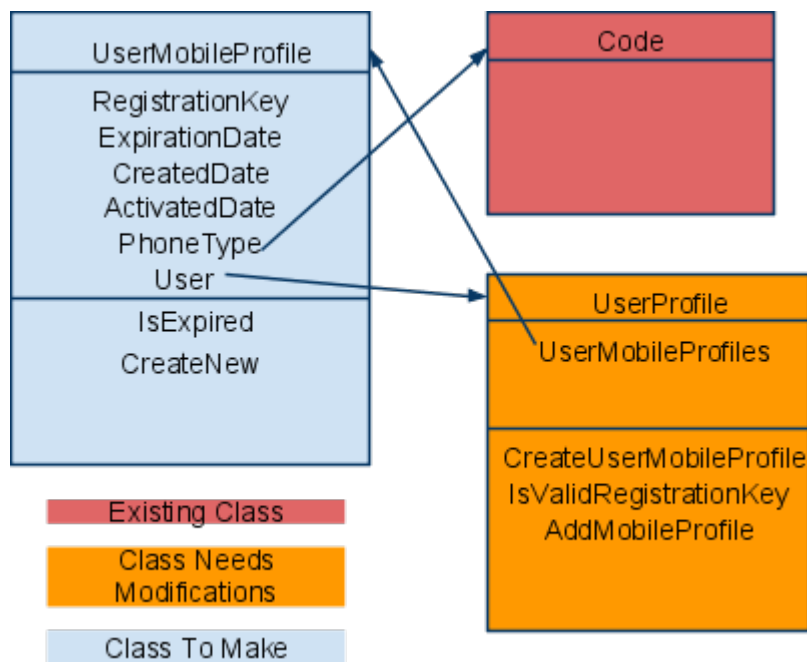 UserMobileProfile
RegistrationKey
ExpirationDate
CreatedDate
ActivatedDate
PhoneType
User
IsExpired
CreateNew
Code
UserProfile
UserMobileProfiles
CreateUserMobileProfile
IsValidRegistrationKey
AddMobileProfile
Existing Class
Class Needs
Modifications
Class To Make